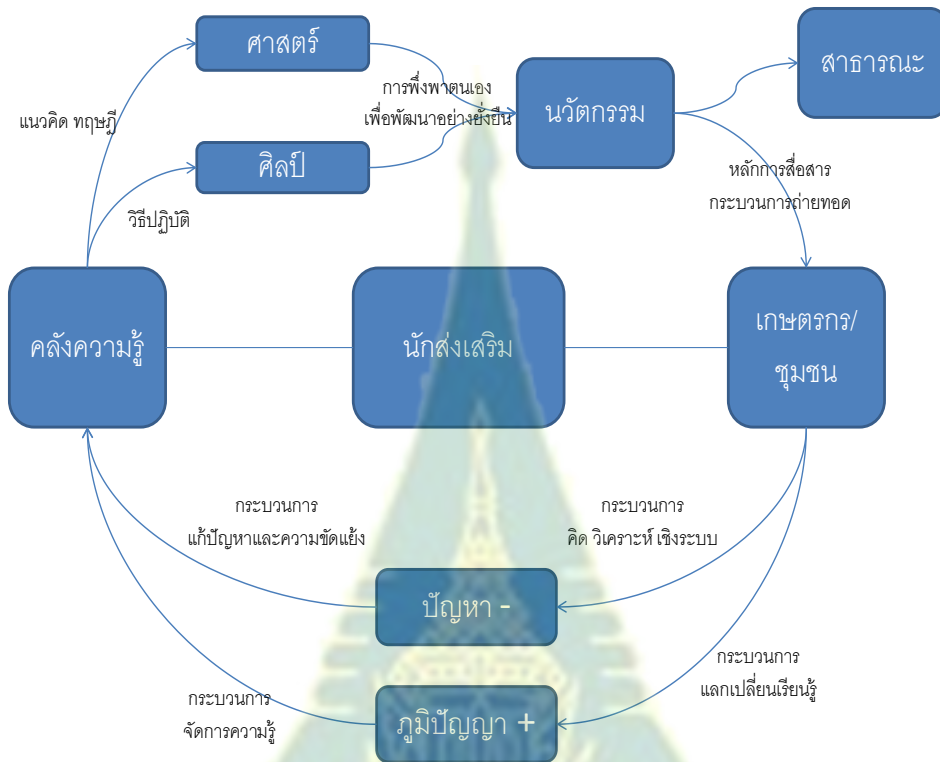 ศาสตร์
สาธารณะ
การพึ่งพาตนเอง
เพื่อพัฒนาอย่างยั่งยืน
นวัตกรรม
แนวคิด ทฤษฎี
ศิลป์
หลักการสื่อสาร
กระบวนการถ่ายทอด
วิธีปฏิบัติ
คลังความรู้
นักส่งเสริม
เกษตรกร/
ชุมชน
กระบวนการ
แก้ปัญหาและความขัดแย้ง
กระบวนการ
คิด วิเคราะห์ เชิงระบบ
ปัญหา -
กระบวนการ
แลกเปลี่ยนเรียนรู้
กระบวนการ
จัดการความรู้
ภูมิปัญญา +